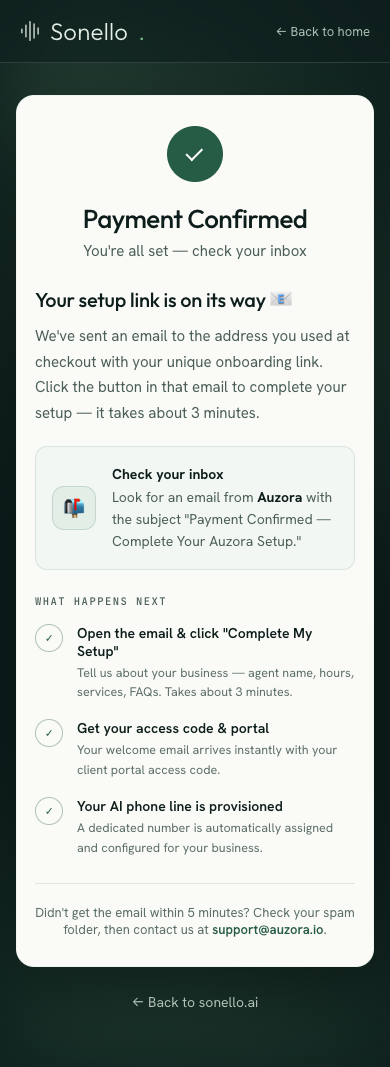 Sonello .
← Back to home
Payment Confirmed
You're all set — check your inbox
Your setup link is on its way 📧
We've sent an email to the address you used at
checkout with your unique onboarding link.
Click the button in that email to complete your
setup — it takes about 3 minutes.
Check your inbox
Look for an email from Auzora with
the subject "Payment Confirmed —
Complete Your Auzora Setup."
WHAT HAPPENS NEXT
Open the email & click "Complete My
Setup"
Tell us about your business — agent name, hours,
services, FAQs. Takes about 3 minutes.
Get your access code & portal
Your welcome email arrives instantly with your
client portal access code.
Your AI phone line is provisioned
A dedicated number is automatically assigned
and configured for your business.
Didn't get the email within 5 minutes? Check your spam
folder, then contact us at support@auzora.io.
← Back to sonello.ai